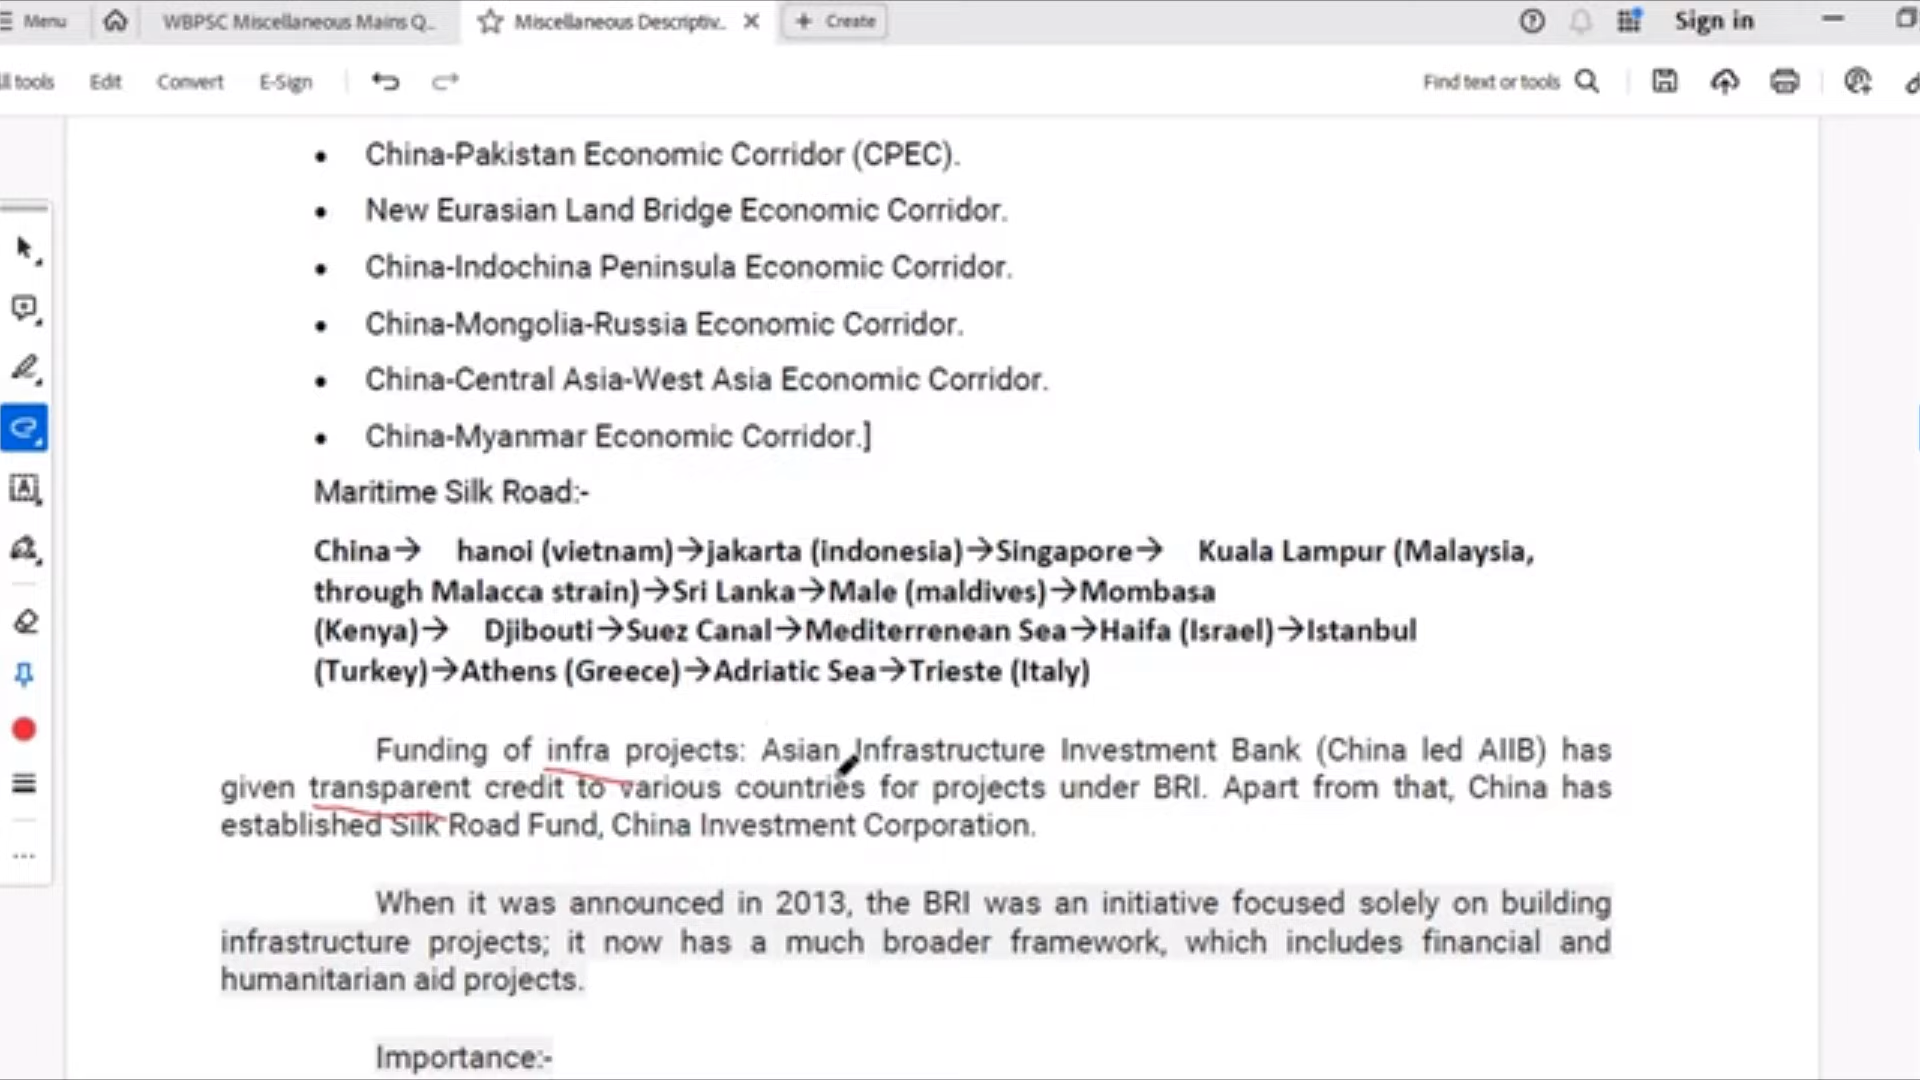 Menu
WBPSC Miscellaneous Mains Q...
Miscellaneous Descriptiv..
+ Create
Sign in
ll tools
Edit
Convert
E-Sign
Find text or tools
• China-Pakistan Economic Corridor (CPEC).
• New Eurasian Land Bridge Economic Corridor.
• China-Indochina Peninsula Economic Corridor.
• China-Mongolia-Russia Economic Corridor.
• China-Central Asia-West Asia Economic Corridor.
• China-Myanmar Economic Corridor.]
Maritime Silk Road:-
China→ hanoi (vietnam)→jakarta (indonesia)→Singapore→ Kuala Lampur (Malaysia,
through Malacca strain)→Sri Lanka→Male (maldives)→Mombasa
(Kenya)→ Djibouti→Suez Canal→Mediterrenean Sea→Haifa (Israel)→Istanbul
(Turkey)→Athens (Greece)→Adriatic Sea→Trieste (Italy)
Funding of infra projects: Asian Infrastructure Investment Bank (China led AIIB) has
given transparent credit to various countries for projects under BRI. Apart from that, China has
established Silk Road Fund, China Investment Corporation.
When it was announced in 2013, the BRI was an initiative focused solely on building
infrastructure projects; it now has a much broader framework, which includes financial and
humanitarian aid projects.
Importance:-